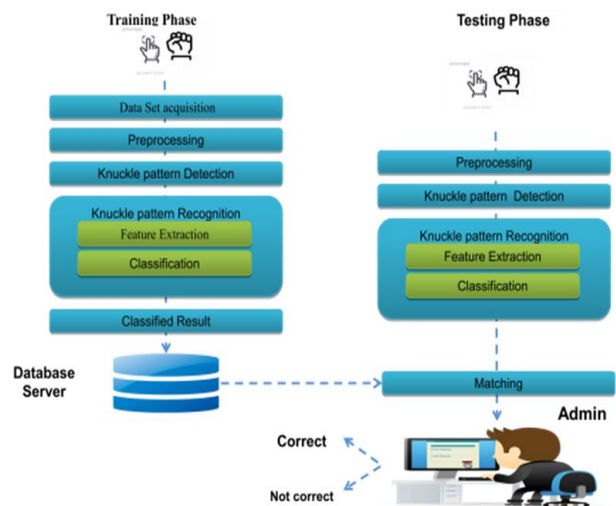 Training Phase
Testing Phase
Data Set acquisition
Preprocessing
Knuckle pattern Detection
Knuckle pattern Recognition
Feature Extraction
Classification
Classified Result
Database
Server
Preprocessing
Knuckle pattern Detection
Knuckle pattern Recognition
Feature Extraction
Classification
Matching
Admin
Correct
Not correct